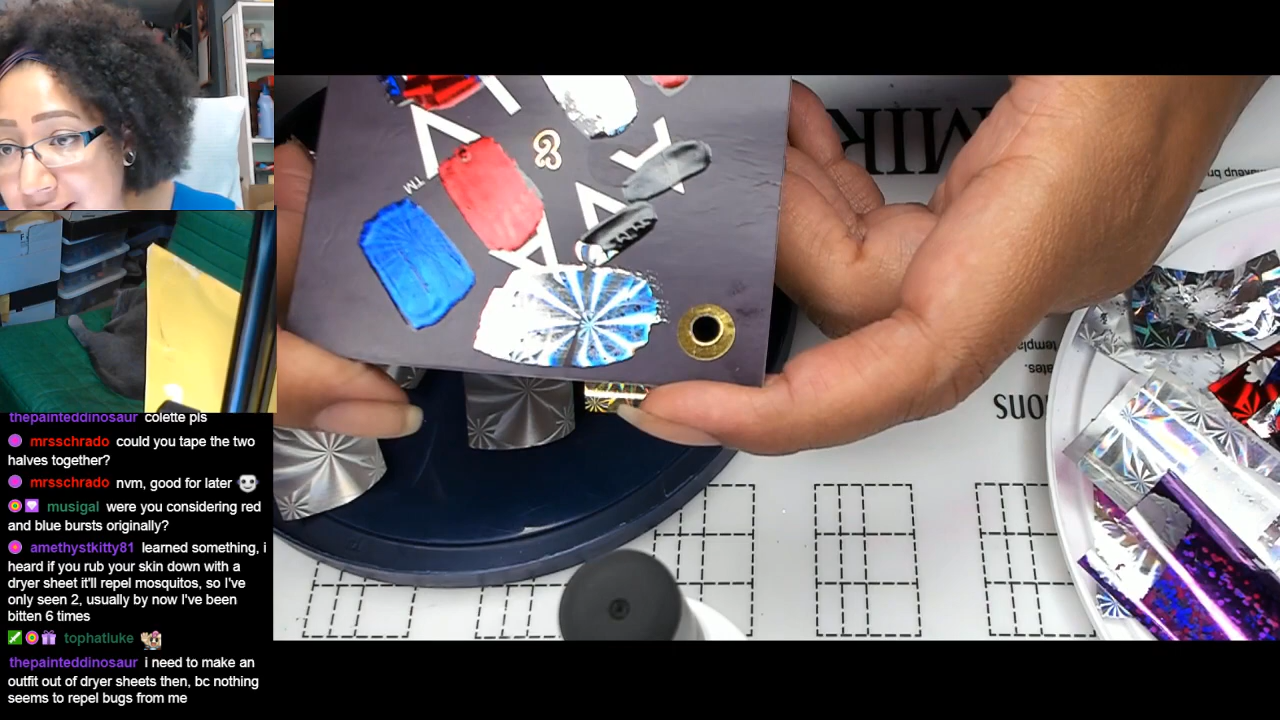 thepainteddinosaur colette pls
mrsschrado could you tape the two
halves together?
mrsschrado nvm, good for later
musigal were you considering red
and blue bursts originally?
amethystkitty81 learned something, i
heard if you rub your skin down with a
dryer sheet it'll repel mosquitos, so I've
only seen 2, usually by now I've been
bitten 6 times
tophatluke
thepainteddinosaur i need to make an
outfit out of dryer sheets then, bc nothing
seems to repel bugs from me
TM